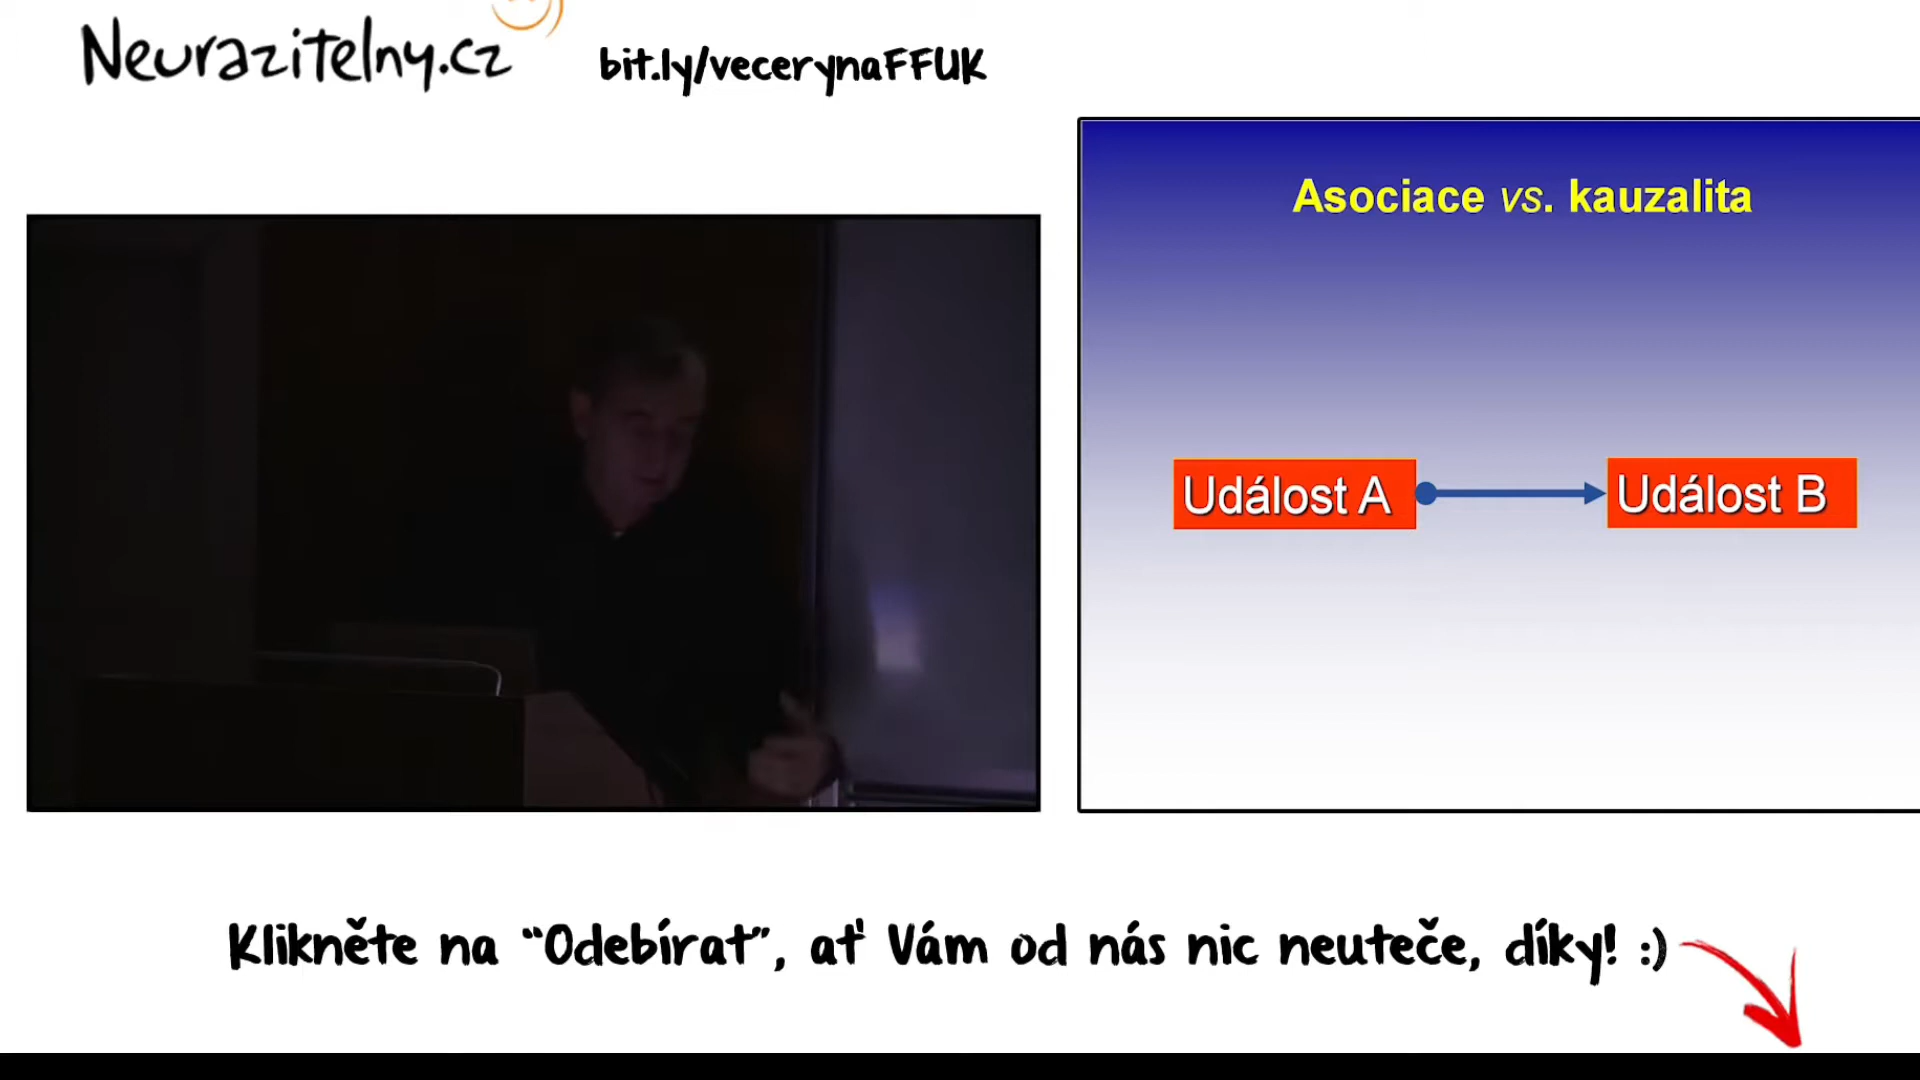 Neurazitelny.cz
bit.ly/vecerynaFFUK
Asociace vs. kauzalita
Událost A
Událost B
Klikněte na “Odebírat”, ať Vám od nás nic neuteče, díky! :)